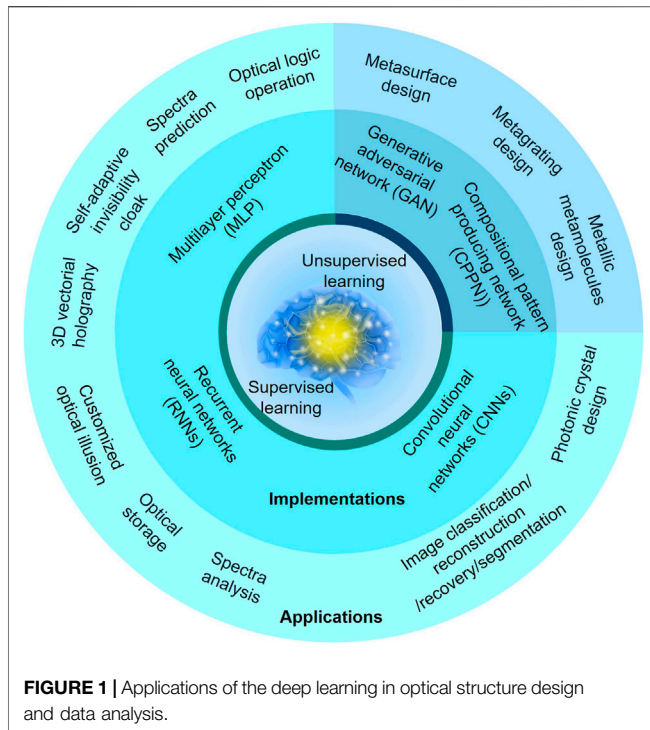 Optical logic
operation
Spectra
prediction
Self-adaptive
invisibility
cloak
3D vectorial
holography
Customized
optical illusion
Optical
storage
Spectra
analysis
Applications
Image classification/
reconstruction
/recovery/segmentation
Photonic crystal
design
Metallic
metamolecules
design
Metagrating
design
Metasurface
design
Generative
adversarial
network (GAN)
Compositional pattern
producing network
(CPPN))
Multilayer perceptron
(MLP)
Recurrent
neural networks
(RNNs)
Convolutional
neural
networks (CNNs)
Implementations
Unsupervised
learning
Supervised
learning
FIGURE 1 | Applications of the deep learning in optical structure design
and data analysis.